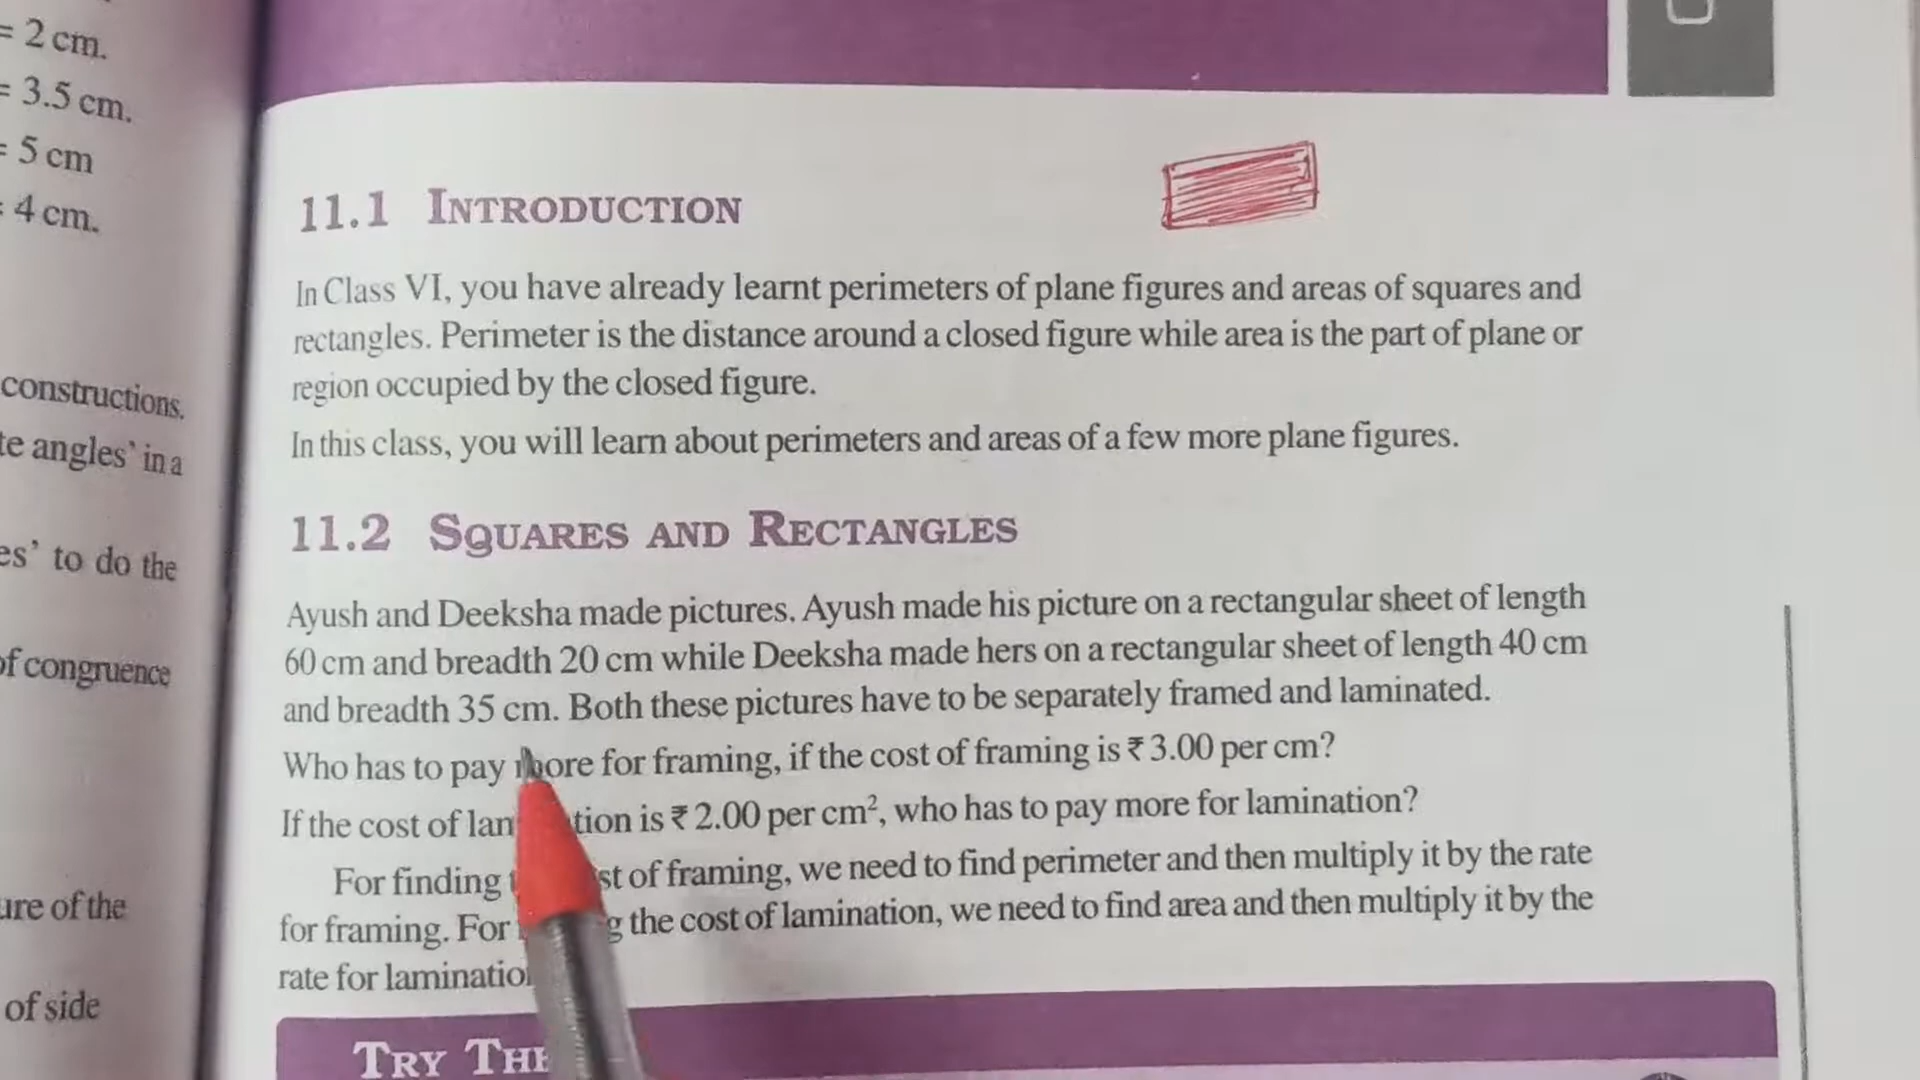 = 2 cm.
= 3.5 cm.
= 5 cm
= 4 cm.
constructions.
te angles' in a
es' to do the
of congruence
ure of the
of side
11.1 INTRODUCTION
In Class VI, you have already learnt perimeters of plane figures and areas of squares and
rectangles. Perimeter is the distance around a closed figure while area is the part of plane or
region occupied by the closed figure.
In this class, you will learn about perimeters and areas of a few more plane figures.
11.2 SQUARES AND RECTANGLES
Ayush and Deeksha made pictures. Ayush made his picture on a rectangular sheet of length
60 cm and breadth 20 cm while Deeksha made hers on a rectangular sheet of length 40 cm
and breadth 35 cm. Both these pictures have to be separately framed and laminated.
Who has to pay more for framing, if the cost of framing is ₹ 3.00 per cm?
If the cost of lan tion is ₹ 2.00 per cm², who has to pay more for lamination?
For finding st of framing, we need to find perimeter and then multiply it by the rate
for framing. For g the cost of lamination, we need to find area and then multiply it by the
rate for laminatio
TRY THE